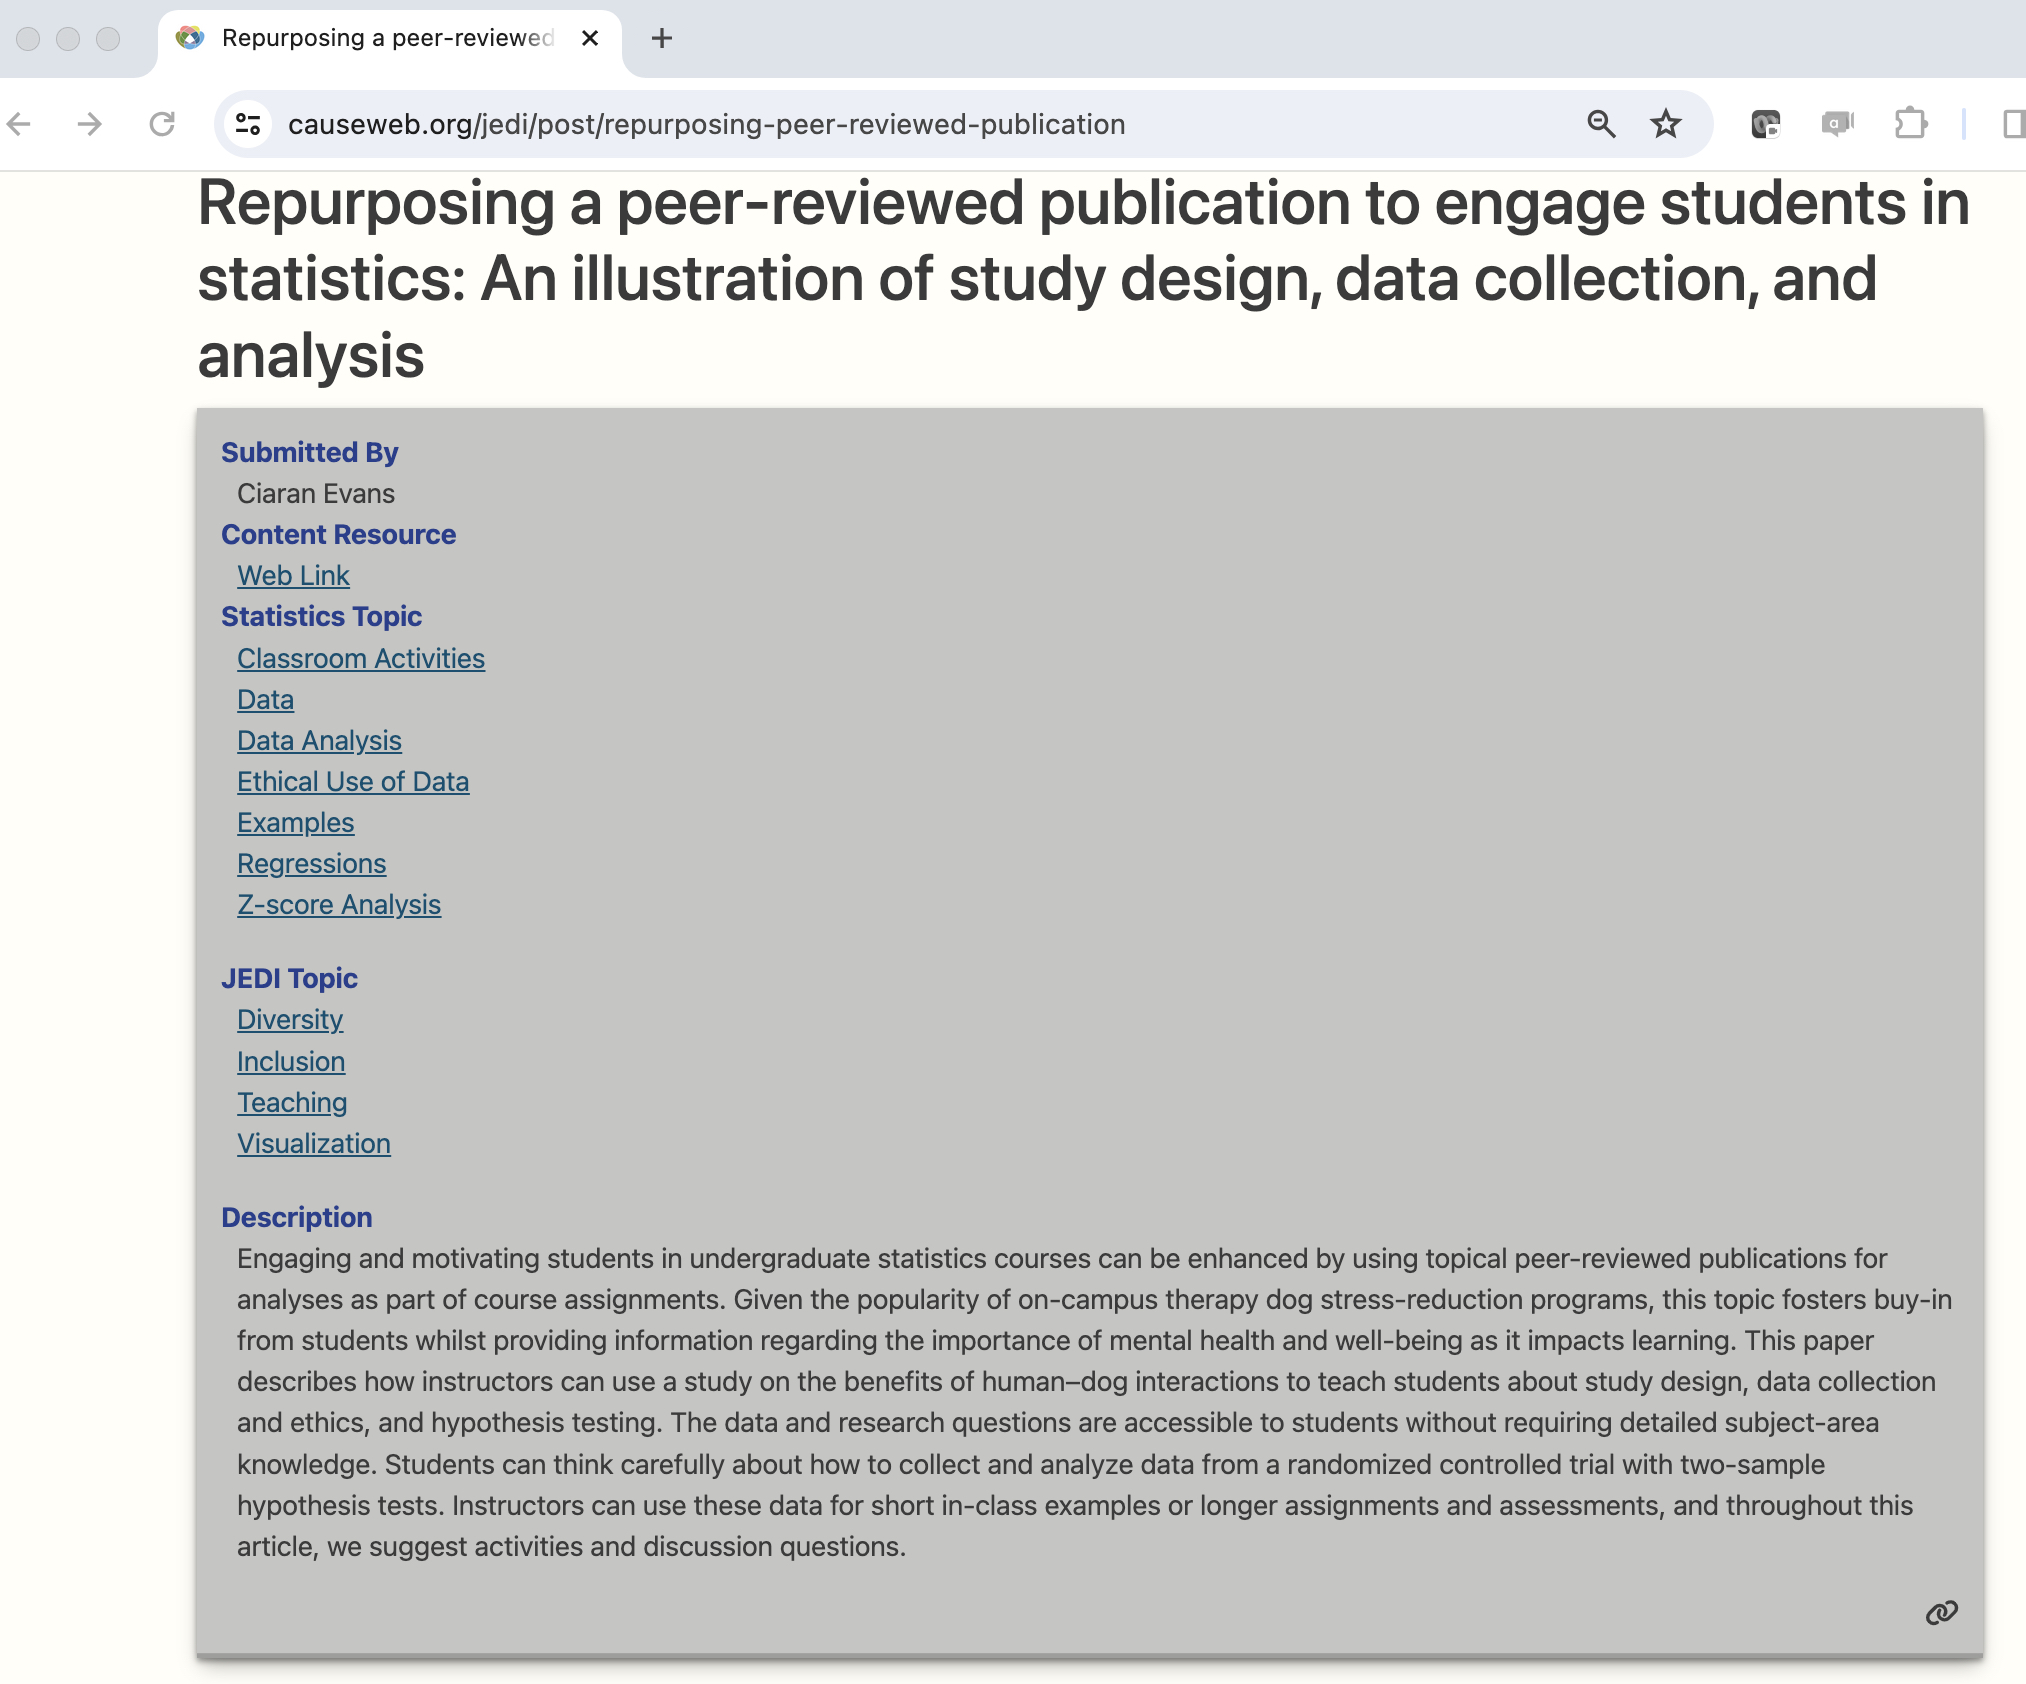 Repurposing a peer-reviewed
causeweb.org/jedi/post/repurposing-peer-reviewed-publication
Repurposing a peer-reviewed publication to engage students in
statistics: An illustration of study design, data collection, and
analysis
Submitted By
Ciaran Evans
Content Resource
Web Link
Statistics Topic
Classroom Activities
Data
Data Analysis
Ethical Use of Data
Examples
Regressions
Z-score Analysis
JEDI Topic
Diversity
Inclusion
Teaching
Visualization
Description
Engaging and motivating students in undergraduate statistics courses can be enhanced by using topical peer-reviewed publications for
analyses as part of course assignments. Given the popularity of on-campus therapy dog stress-reduction programs, this topic fosters buy-in
from students whilst providing information regarding the importance of mental health and well-being as it impacts learning. This paper
describes how instructors can use a study on the benefits of human–dog interactions to teach students about study design, data collection
and ethics, and hypothesis testing. The data and research questions are accessible to students without requiring detailed subject-area
knowledge. Students can think carefully about how to collect and analyze data from a randomized controlled trial with two-sample
hypothesis tests. Instructors can use these data for short in-class examples or longer assignments and assessments, and throughout this
article, we suggest activities and discussion questions.